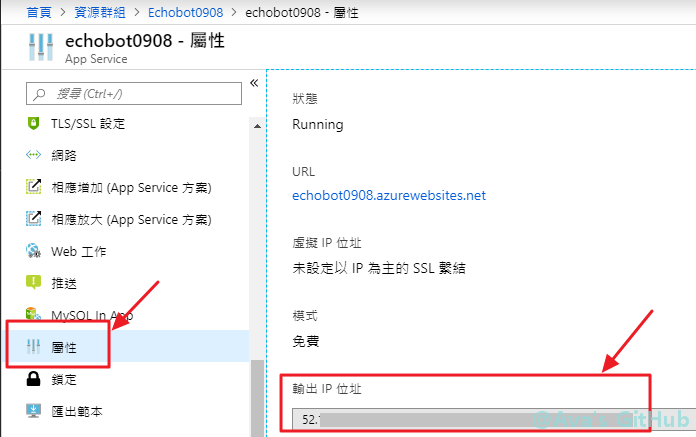 首頁 > 資源群組 > Echobot0908 > echobot0908 - 屬性
echobot0908 - 屬性
App Service
«
搜尋 (Ctrl+/)
TLS/SSL 設定
網路
相應增加 (App Service 方案)
相應放大 (App Service 方案)
Web 工作
推送
MySQL In App
屬性
鎖定
匯出範本
狀態
Running
URL
echobot0908.azurewebsites.net
虛擬 IP 位址
未設定以 IP 為主的 SSL 繫結
模式
免費
輸出 IP 位址
52.
GitHub